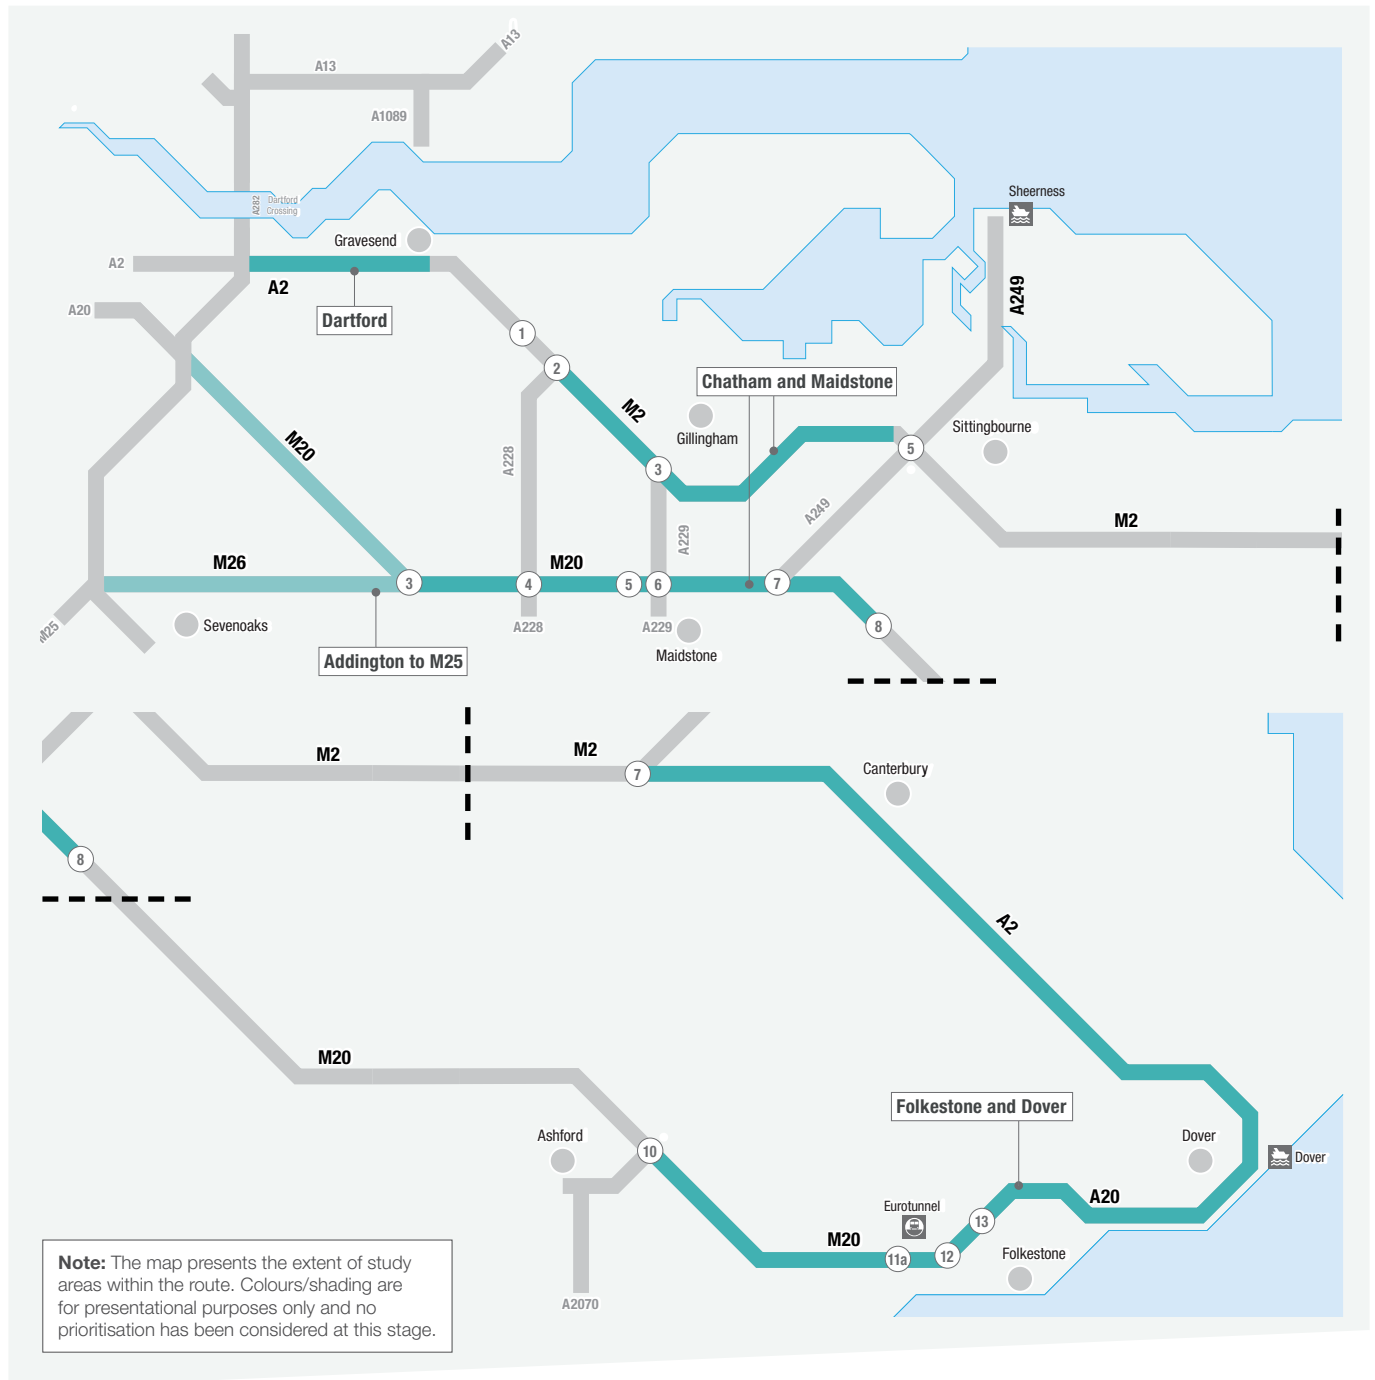 A13
A13
A1089
Sheerness
A282
Dartford
Crossing
Gravesend
A2
A2
A249
A20
Dartford
1
2
Chatham and Maidstone
M2
Gillingham
Sittingbourne
M20
A228
3
5
A249
M2
A229
M26
M20
3
4
5
6
7
Sevenoaks
M25
A228
A229
8
Maidstone
Addington to M25
M2
M2
7
Canterbury
8
A2
M20
Folkestone and Dover
Ashford
10
Dover
Dover
A20
Eurotunnel
13
M20
11a
12
Folkestone
A2070
Note: The map presents the extent of study
areas within the route. Colours/shading are
for presentational purposes only and no
prioritisation has been considered at this stage.